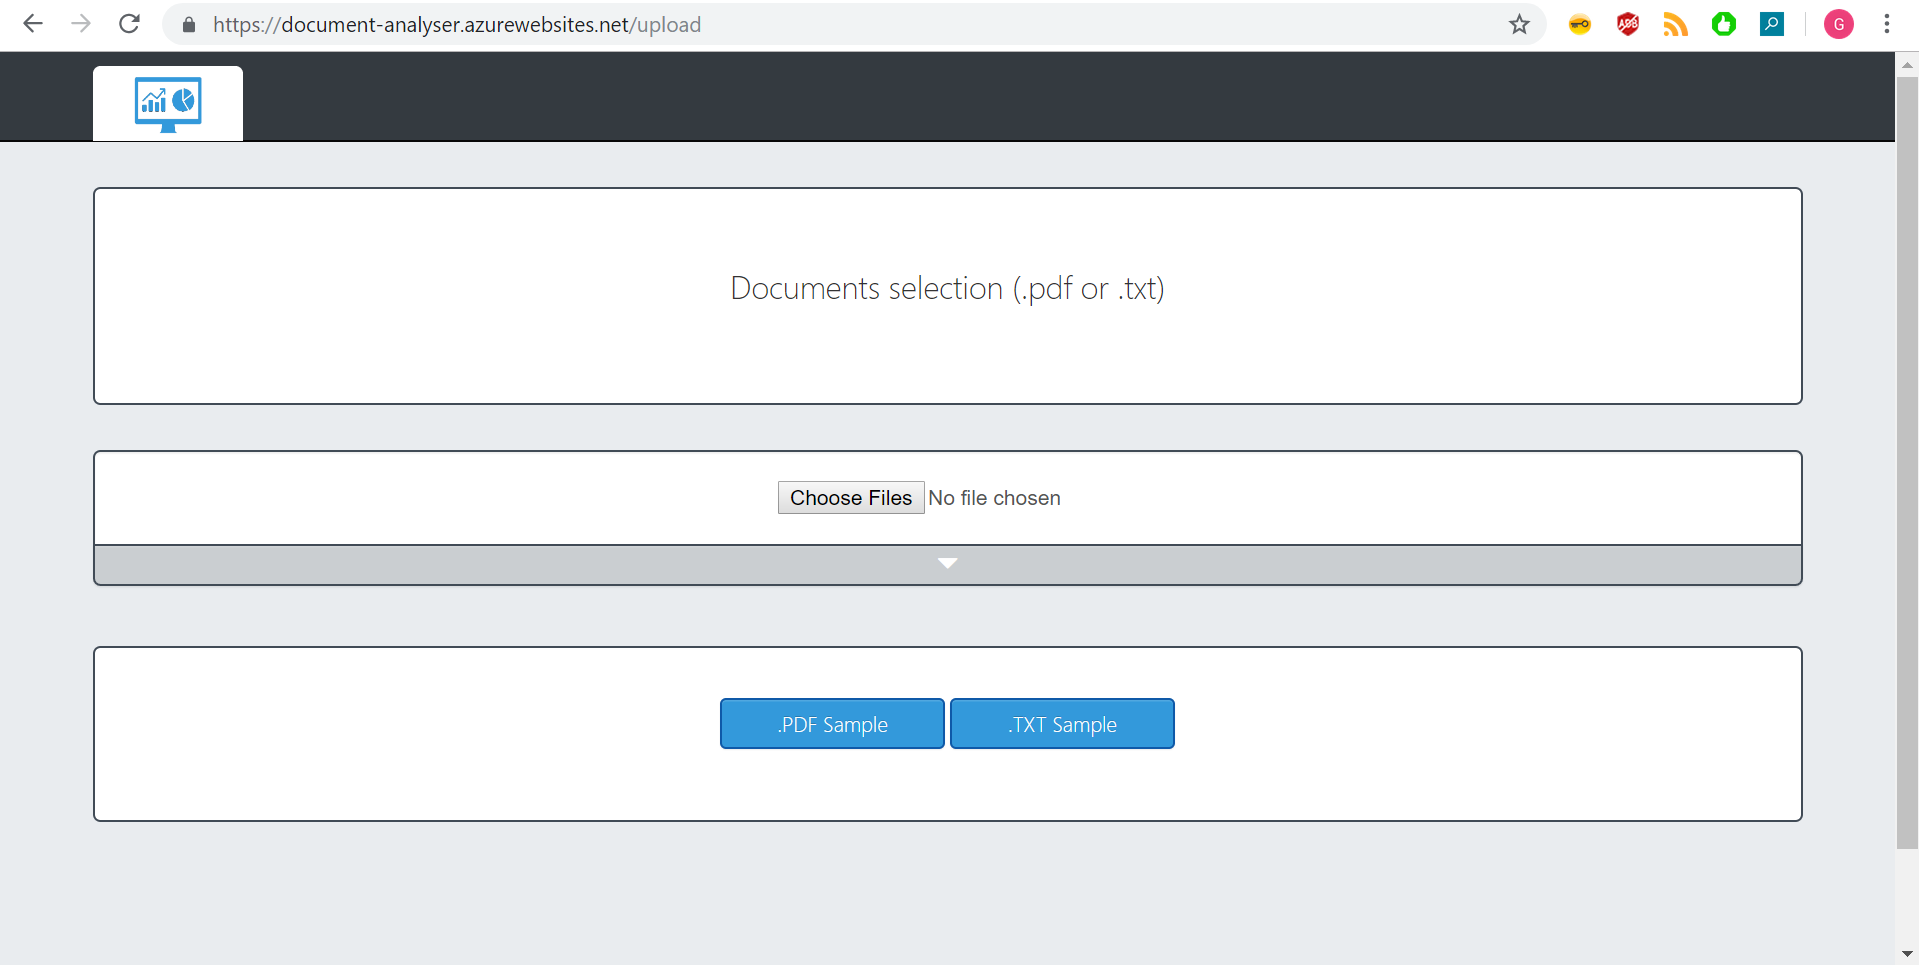 https://document-analyser.azurewebsites.net/upload
ABP
G
Documents selection (.pdf or .txt)
Choose Files No file chosen
.PDF Sample .TXT Sample